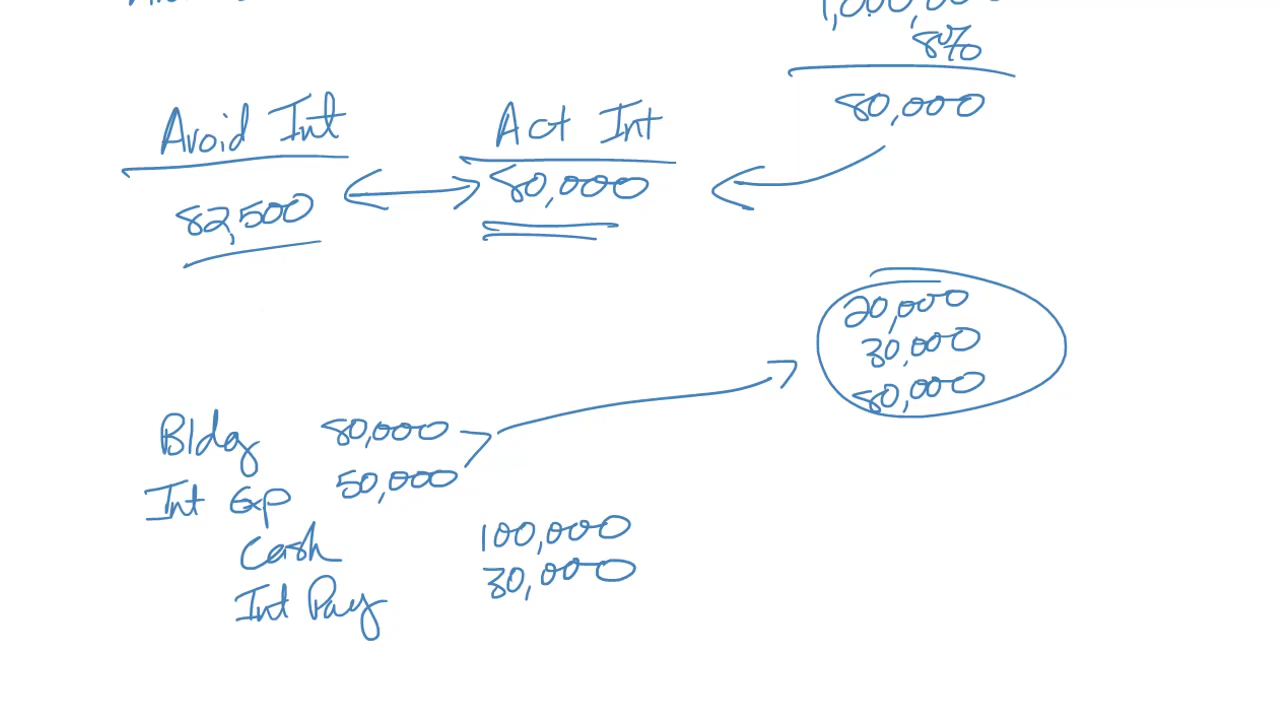 8%
80,000
Avoid Int Act Int
82,500 80,000
20,000
30,000
80,000
Bldg 80,000
Int Exp 50,000
Cash 100,000
Int Pay 30,000